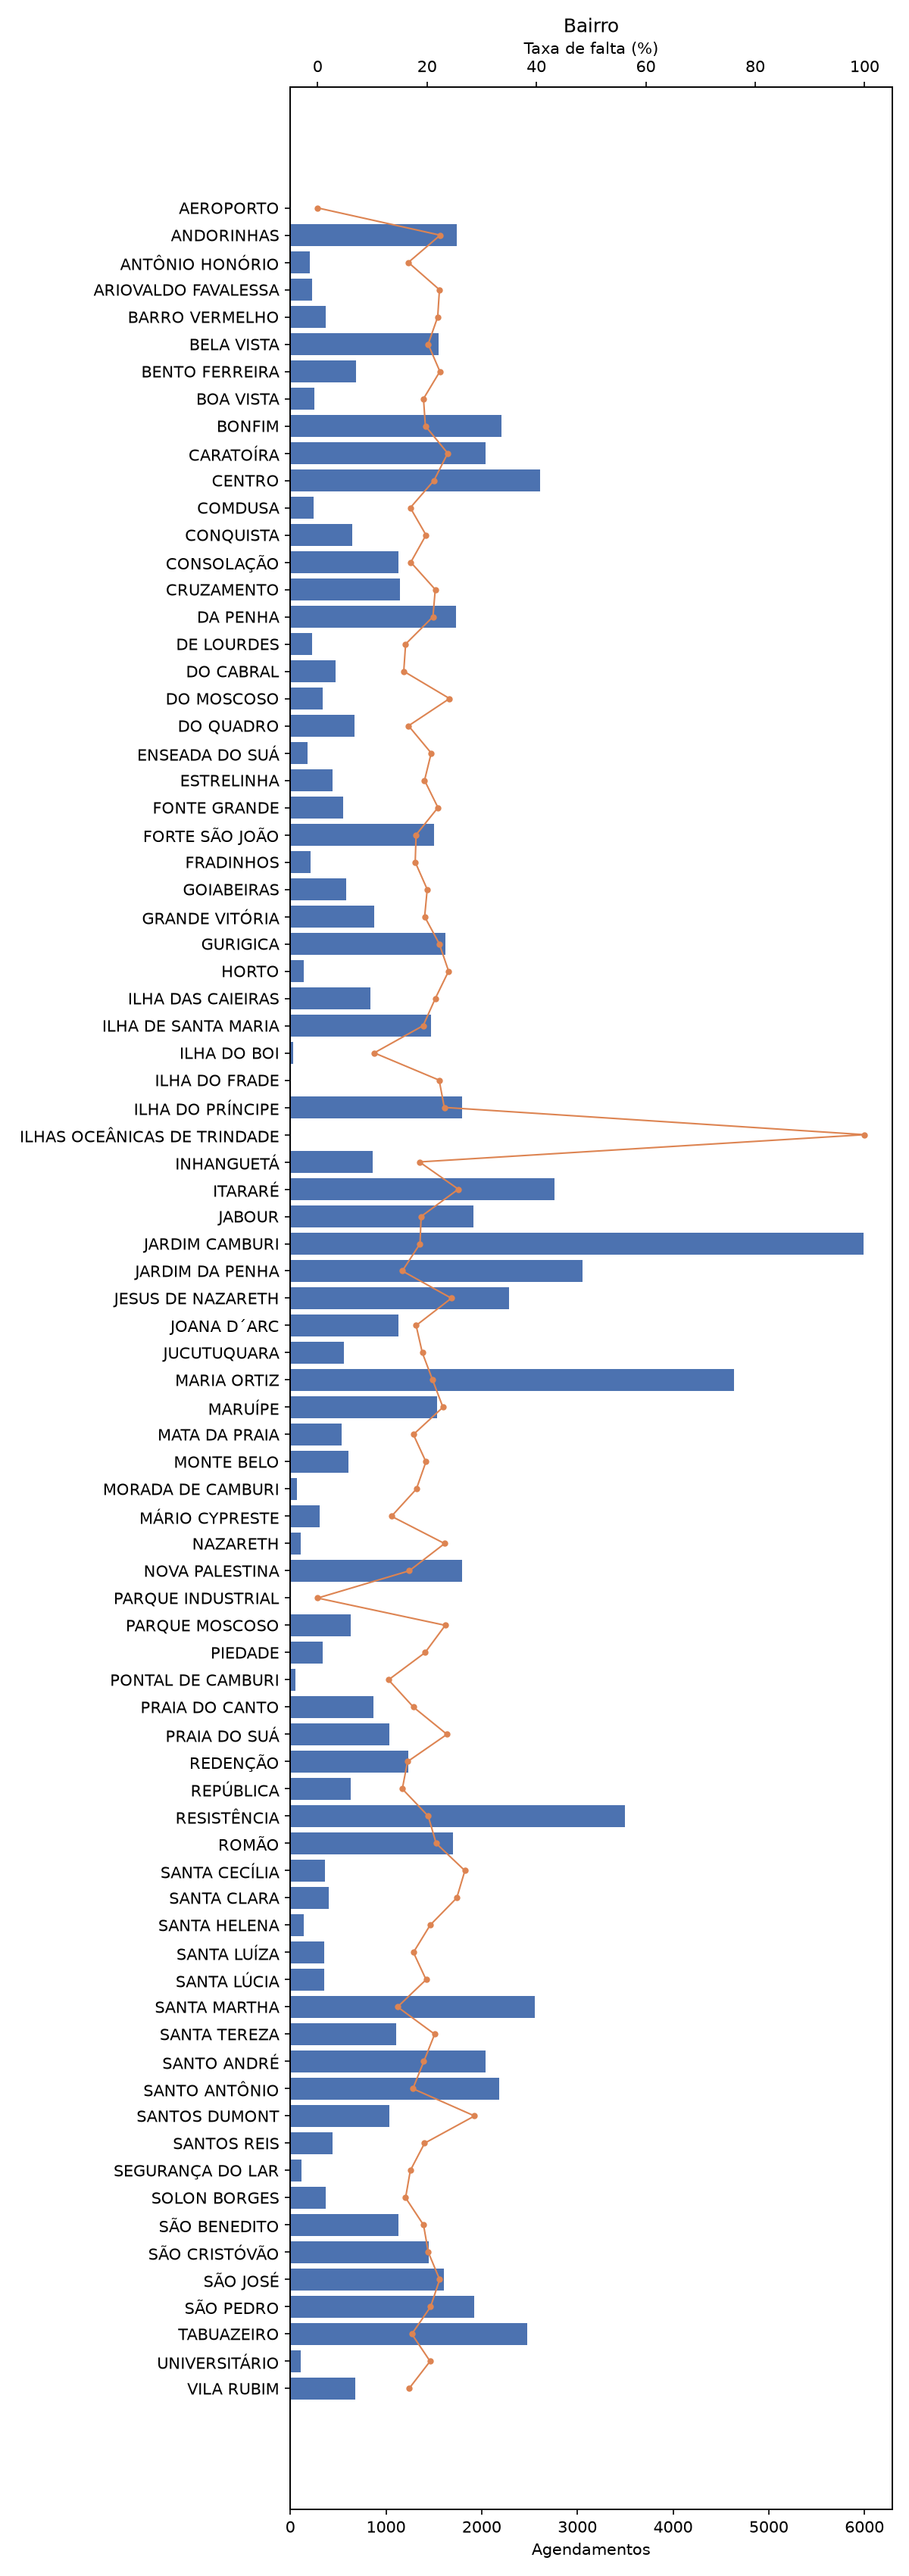 Bairro
Taxa de falta (%)
0 20 40 60 80 100
AEROPORTO
ANDORINHAS
ANTÔNIO HONÓRIO
ARIOVALDO FAVALESSA
BARRO VERMELHO
BELA VISTA
BENTO FERREIRA
BOA VISTA
BONFIM
CARATOÍRA
CENTRO
COMDUSA
CONQUISTA
CONSOLAÇÃO
CRUZAMENTO
DA PENHA
DE LOURDES
DO CABRAL
DO MOSCOSO
DO QUADRO
ENSEADA DO SUÁ
ESTRELINHA
FONTE GRANDE
FORTE SÃO JOÃO
FRADINHOS
GOIABEIRAS
GRANDE VITÓRIA
GURIGICA
HORTO
ILHA DAS CAIEIRAS
ILHA DE SANTA MARIA
ILHA DO BOI
ILHA DO FRADE
ILHA DO PRÍNCIPE
ILHAS OCEÂNICAS DE TRINDADE
INHANGUETÁ
ITARARÉ
JABOUR
JARDIM CAMBURI
JARDIM DA PENHA
JESUS DE NAZARETH
JOANA D´ARC
JUCUTUQUARA
MARIA ORTIZ
MARUÍPE
MATA DA PRAIA
MONTE BELO
MORADA DE CAMBURI
MÁRIO CYPRESTE
NAZARETH
NOVA PALESTINA
PARQUE INDUSTRIAL
PARQUE MOSCOSO
PIEDADE
PONTAL DE CAMBURI
PRAIA DO CANTO
PRAIA DO SUÁ
REDENÇÃO
REPÚBLICA
RESISTÊNCIA
ROMÃO
SANTA CECÍLIA
SANTA CLARA
SANTA HELENA
SANTA LUÍZA
SANTA LÚCIA
SANTA MARTHA
SANTA TEREZA
SANTO ANDRÉ
SANTO ANTÔNIO
SANTOS DUMONT
SANTOS REIS
SEGURANÇA DO LAR
SOLON BORGES
SÃO BENEDITO
SÃO CRISTÓVÃO
SÃO JOSÉ
SÃO PEDRO
TABUAZEIRO
UNIVERSITÁRIO
VILA RUBIM
0 1000 2000 3000 4000 5000 6000
Agendamentos